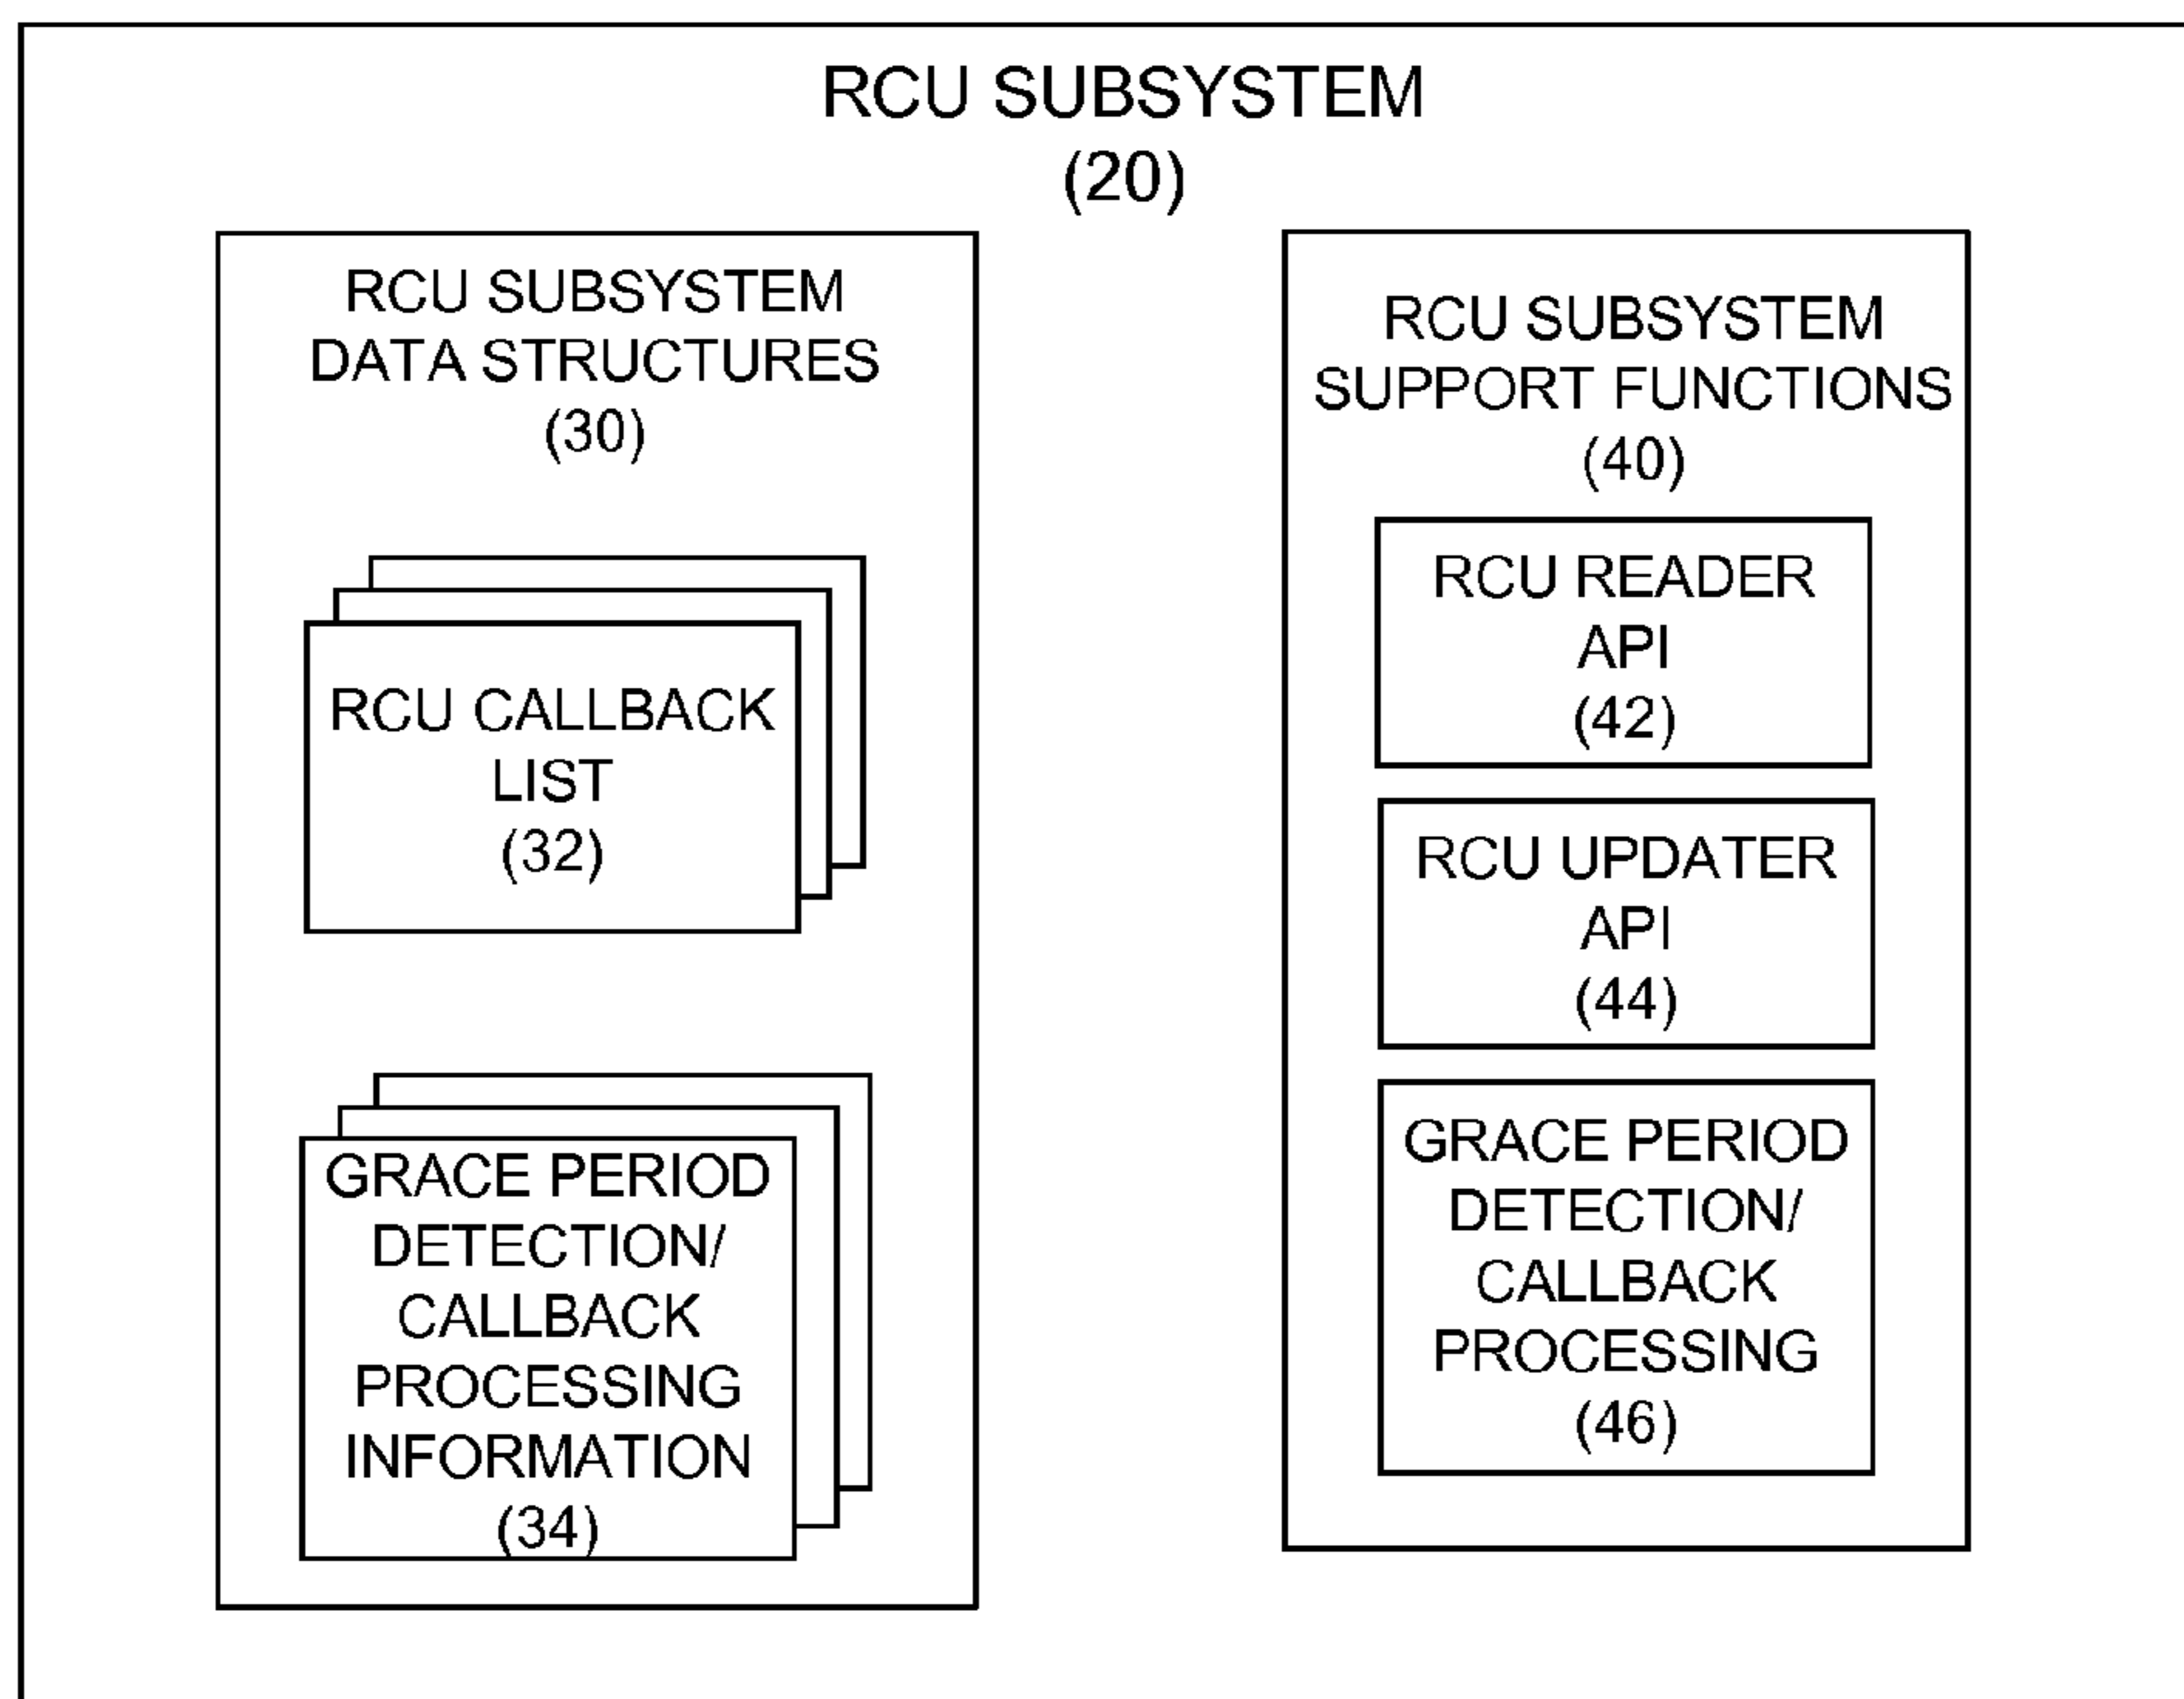 RCU SUBSYSTEM
(20)
RCU SUBSYSTEM
DATA STRUCTURES
(30)
RCU CALLBACK
LIST
(32)
GRACE PERIOD
DETECTION/
CALLBACK
PROCESSING
INFORMATION
(34)
RCU SUBSYSTEM
SUPPORT FUNCTIONS
(40)
RCU READER
API
(42)
RCU UPDATER
API
(44)
GRACE PERIOD
DETECTION/
CALLBACK
PROCESSING
(46)